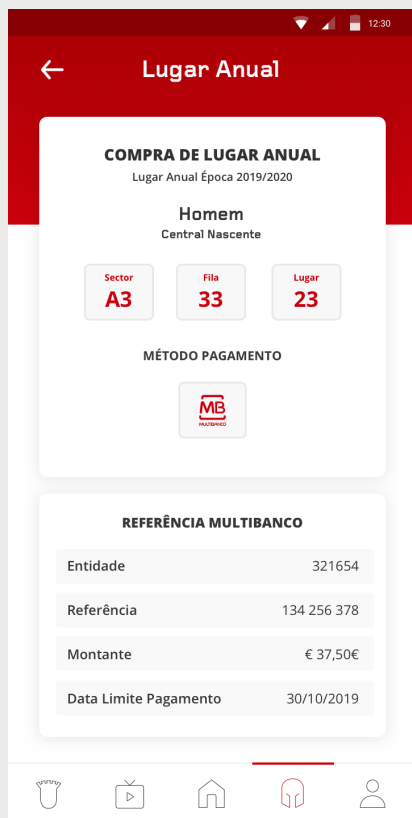 12:30
Lugar Anual
COMPRA DE LUGAR ANUAL
Lugar Anual Época 2019/2020
Homem
Central Nascente
Sector Fila Lugar
A3 33 23
MÉTODO PAGAMENTO
MB
MULTIBANCO
REFERÊNCIA MULTIBANCO
Entidade 321654
Referência 134 256 378
Montante € 37,50€
Data Limite Pagamento 30/10/2019